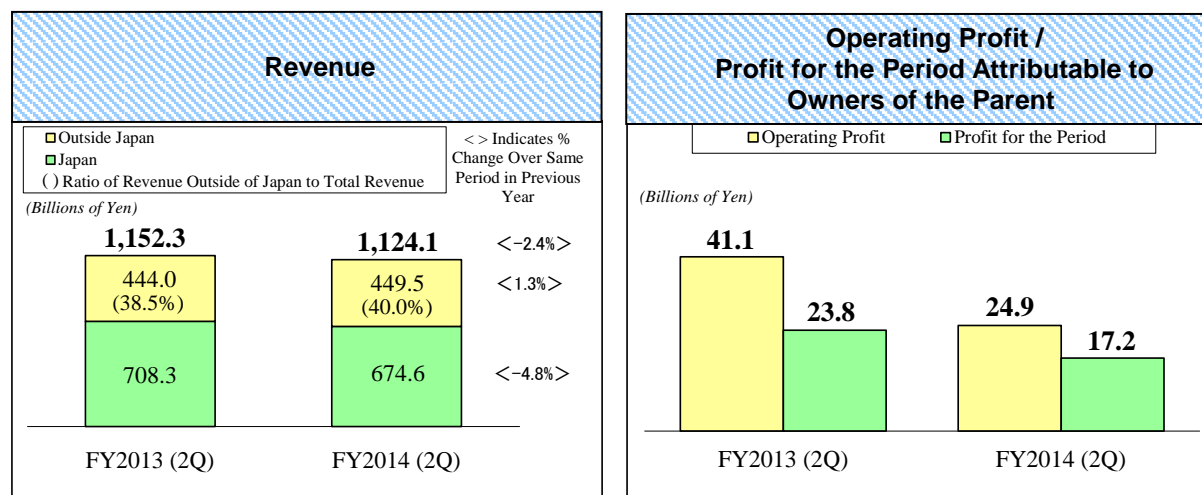 Revenue
Outside Japan
Japan
( ) Ratio of Revenue Outside of Japan to Total Revenue
< > Indicates %
Change Over Same
Period in Previous
Year
(Billions of Yen)
1,152.3
1,124.1
<-2.4%>
444.0
(38.5%)
449.5
(40.0%)
<1.3%>
708.3
674.6
<-4.8%>
FY2013 (2Q)
FY2014 (2Q)
Operating Profit /
Profit for the Period Attributable to
Owners of the Parent
Operating Profit
Profit for the Period
(Billions of Yen)
41.1
23.8
24.9
17.2
FY2013 (2Q)
FY2014 (2Q)